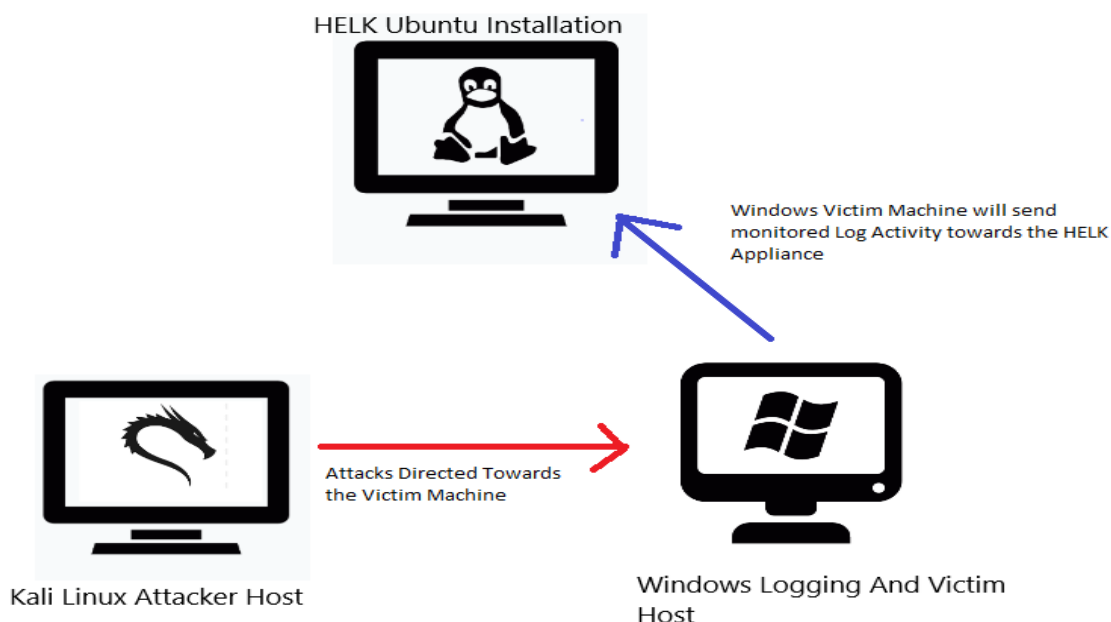 HELK Ubuntu Installation
Windows Victim Machine will send
monitored Log Activity towards the HELK
Appliance
Attacks Directed Towards
the Victim Machine
Kali Linux Attacker Host
Windows Logging And Victim
Host